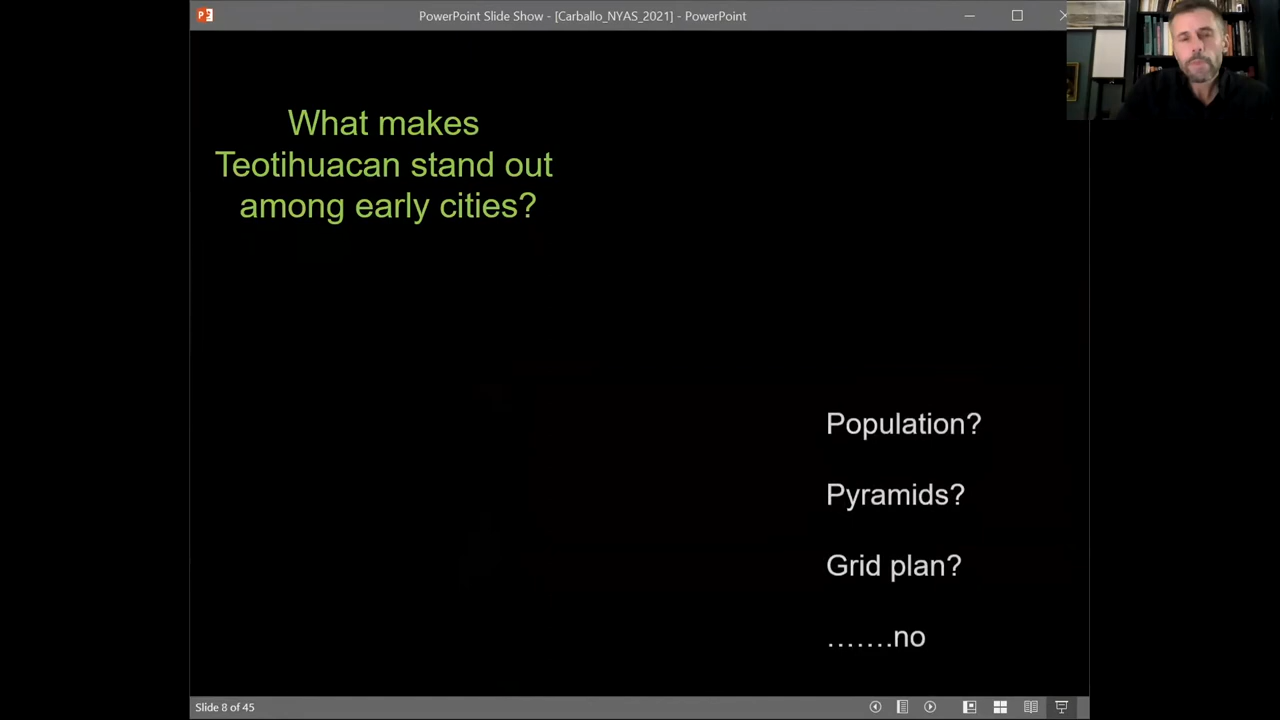 PowerPoint Slide Show - [Carballo_NYAS_2021] - PowerPoint
What makes
Teotihuacan stand out
among early cities?
Population?
Pyramids?
Grid plan?
…….no
Slide 8 of 45